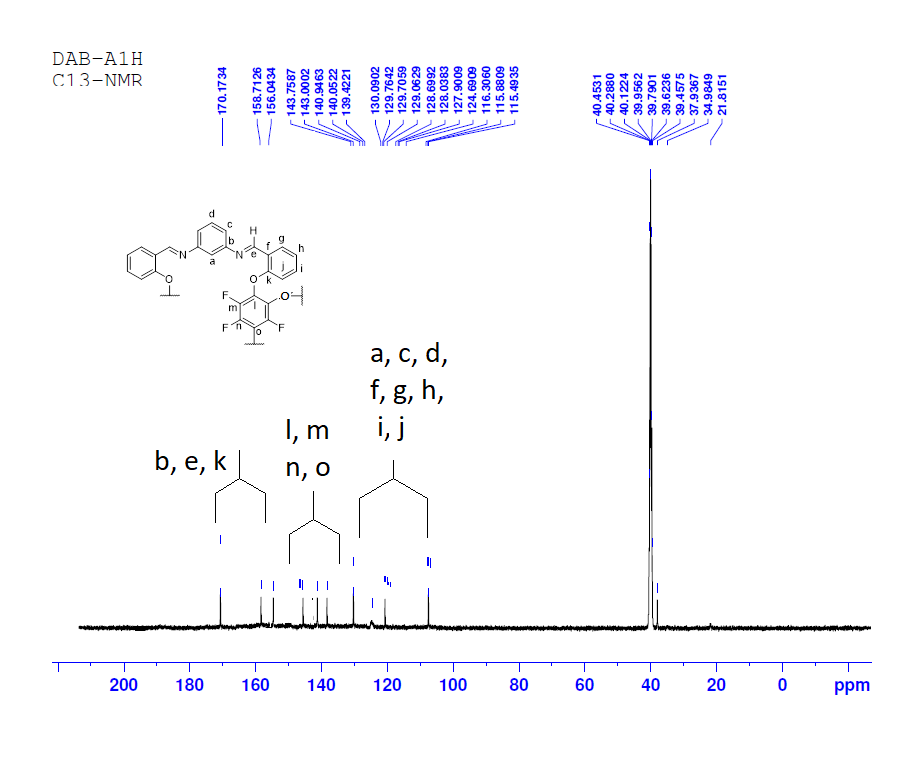 DAB-A1H
C13-NMR
170.1734
158.7126
156.0434
143.7587
143.0002
140.9463
140.0522
139.4221
130.0902
129.7642
129.7059
129.0629
128.6992
128.0383
127.9009
124.6909
116.3060
115.8809
115.4935
40.4531
40.2880
40.1224
39.9562
39.7901
39.6236
39.4575
37.9367
34.9849
21.8151
d
c
H
b
g
N
N
e
f
h
a
j
i
O
O
k
F
l
O
m
F
n
o
F
a, c, d,
f, g, h,
i, j
l, m
n, o
b, e, k
200 180 160 140 120 100 80 60 40 20 0 ppm